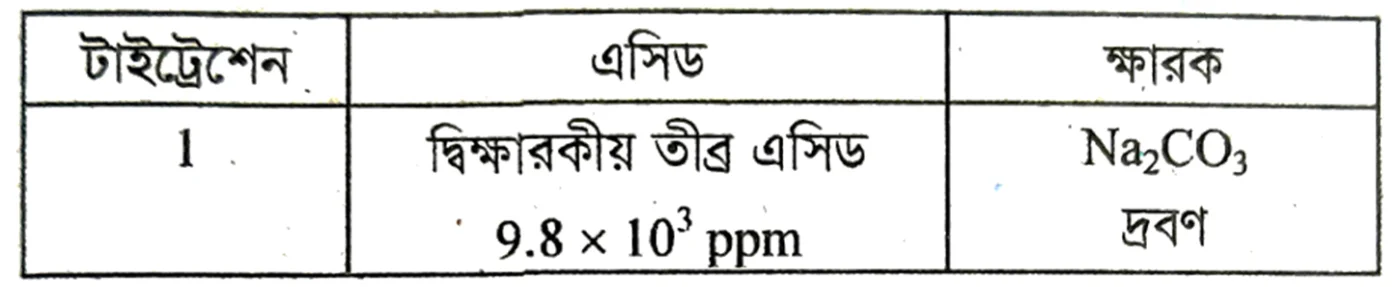 টাইট্রেশেন এসিড ক্ষারক
1 দ্বিক্ষারকীয় তীব্র এসিড Na₂CO₃
9.8 × 10³ ppm দ্রবণ